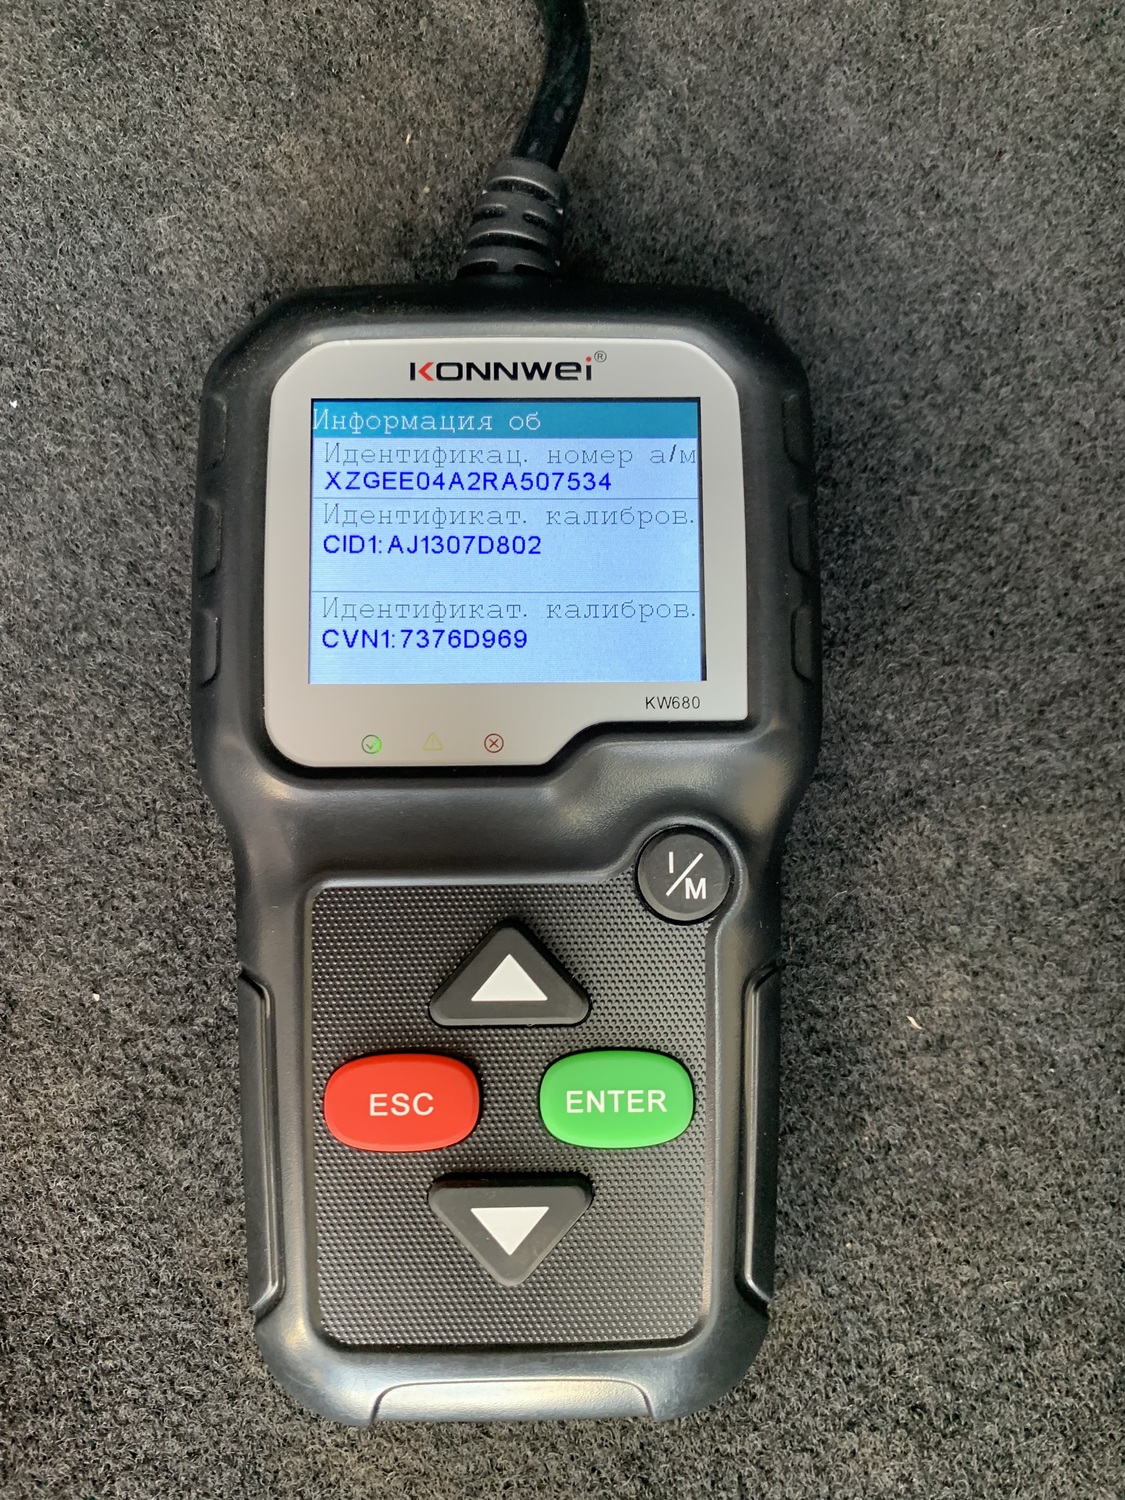 KONNWEI®
Информация об
Идентификац. номер а/м
XZGEE04A2RA507534
Идентификат. калибров.
CID1:AJ1307D802
Идентификат. калибров.
CVN1:7376D969
KW680
I/M
ESC
ENTER